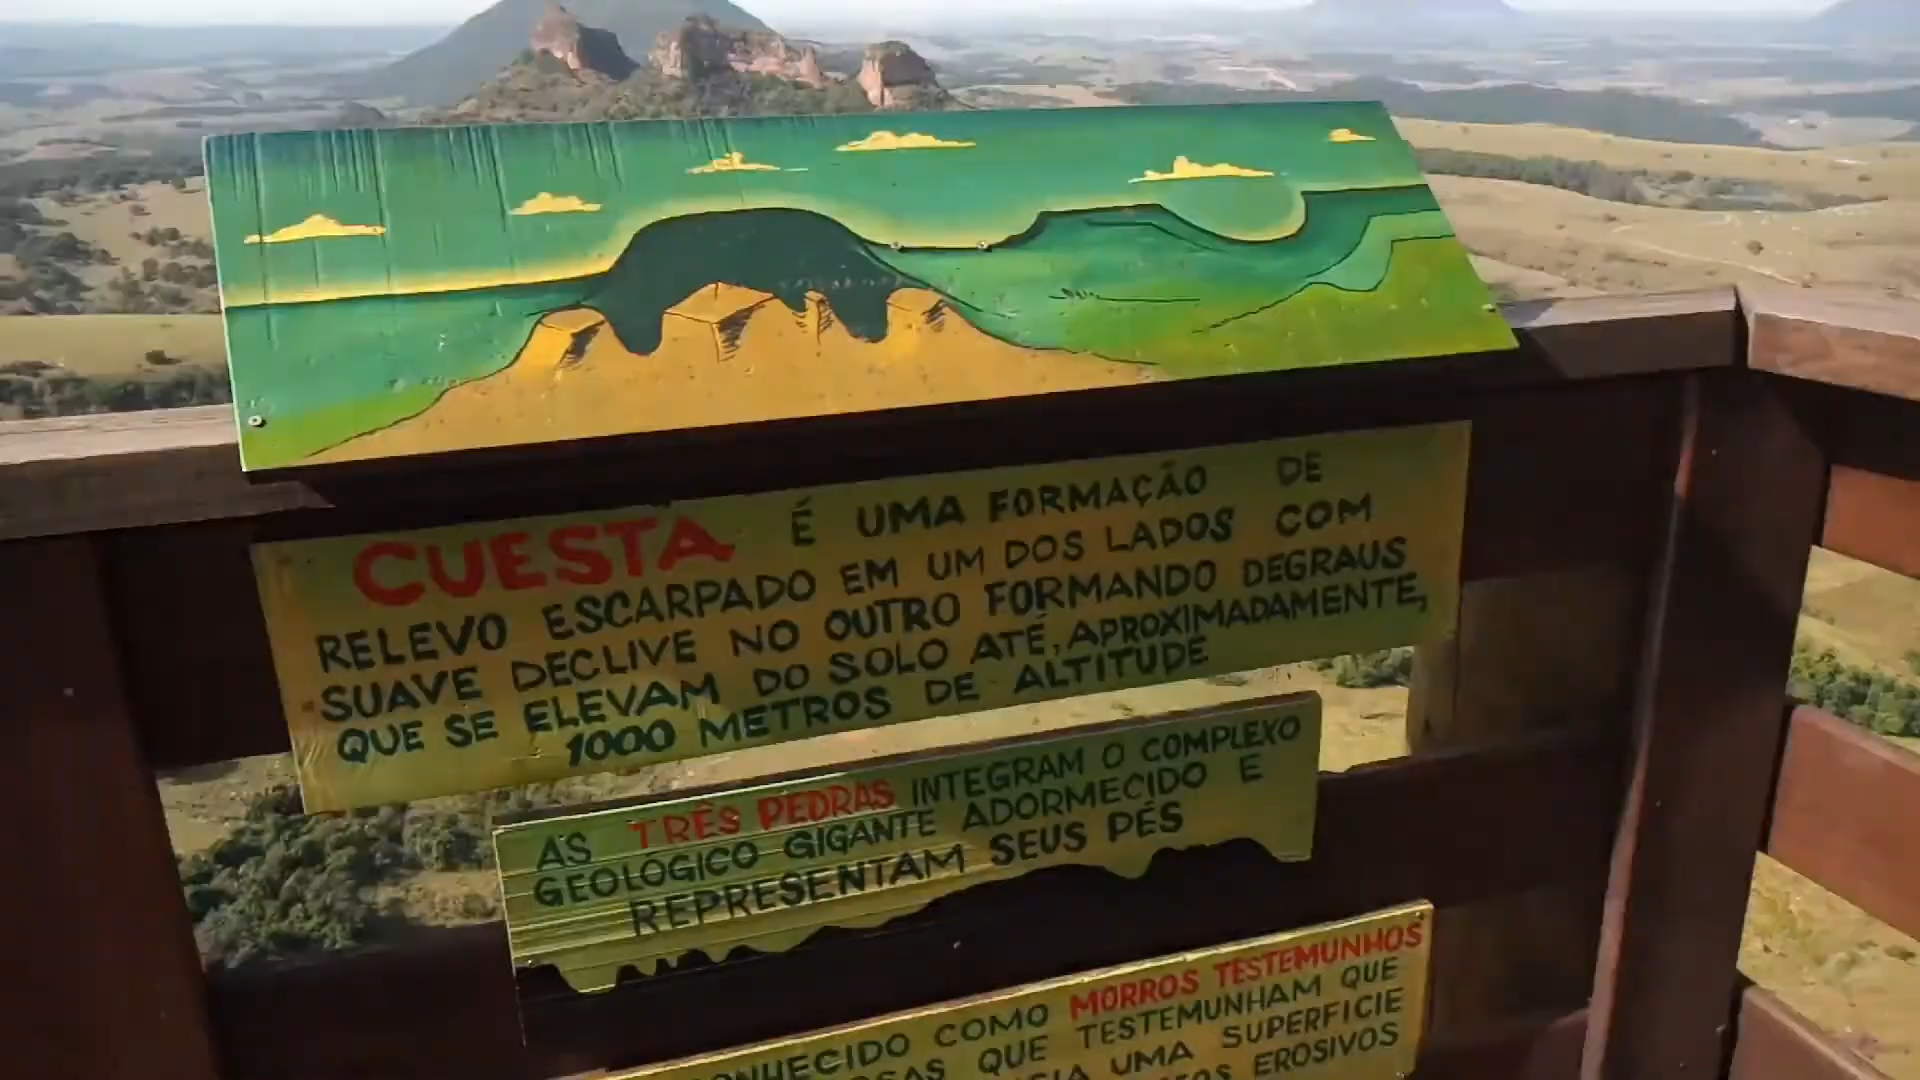 CUESTA É UMA FORMAÇÃO DE
RELEVO ESCARPADO EM UM DOS LADOS COM
SUAVE DECLIVE NO OUTRO FORMANDO DEGRAUS
QUE SE ELEVAM DO SOLO ATÉ, APROXIMADAMENTE,
1000 METROS DE ALTITUDE
AS TRÊS PEDRAS INTEGRAM O COMPLEXO
GEOLÓGICO GIGANTE ADORMECIDO E
REPRESENTAM SEUS PÉS
COMO MORROS TESTEMUNHOS
QUE TESTEMUNHAM QUE
UMA SUPERFICIE
EROSIVOS